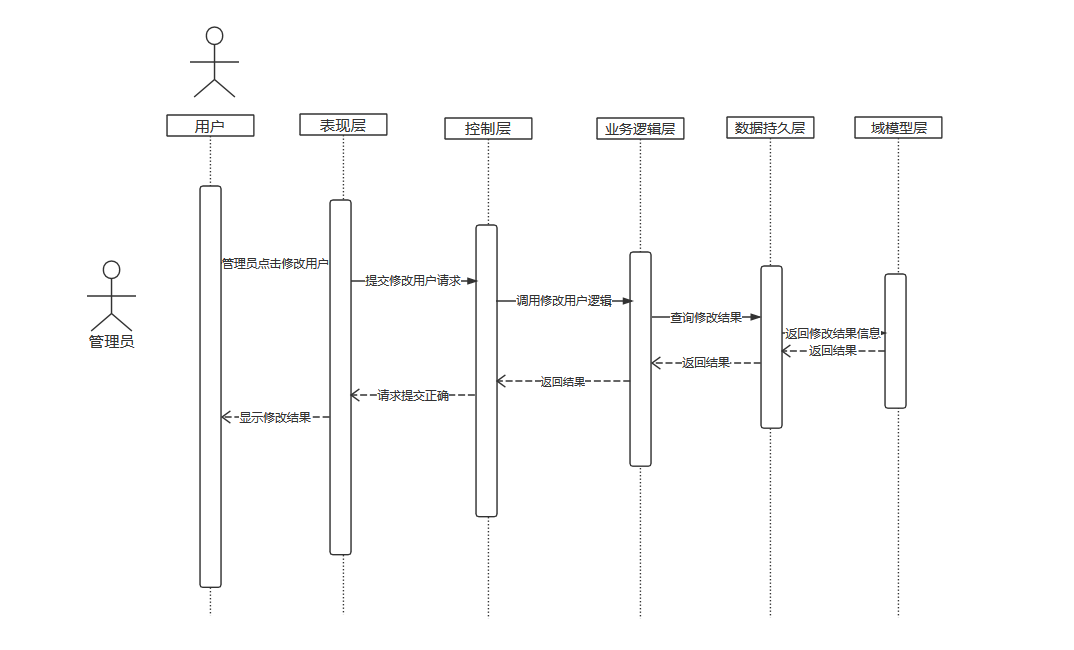 用户
表现层
控制层
业务逻辑层
数据持久层
域模型层
管理员点击修改用户
提交修改用户请求
调用修改用户逻辑
查询修改结果
返回修改结果信息
管理员
返回结果
返回结果
返回结果
请求提交正确
显示修改结果